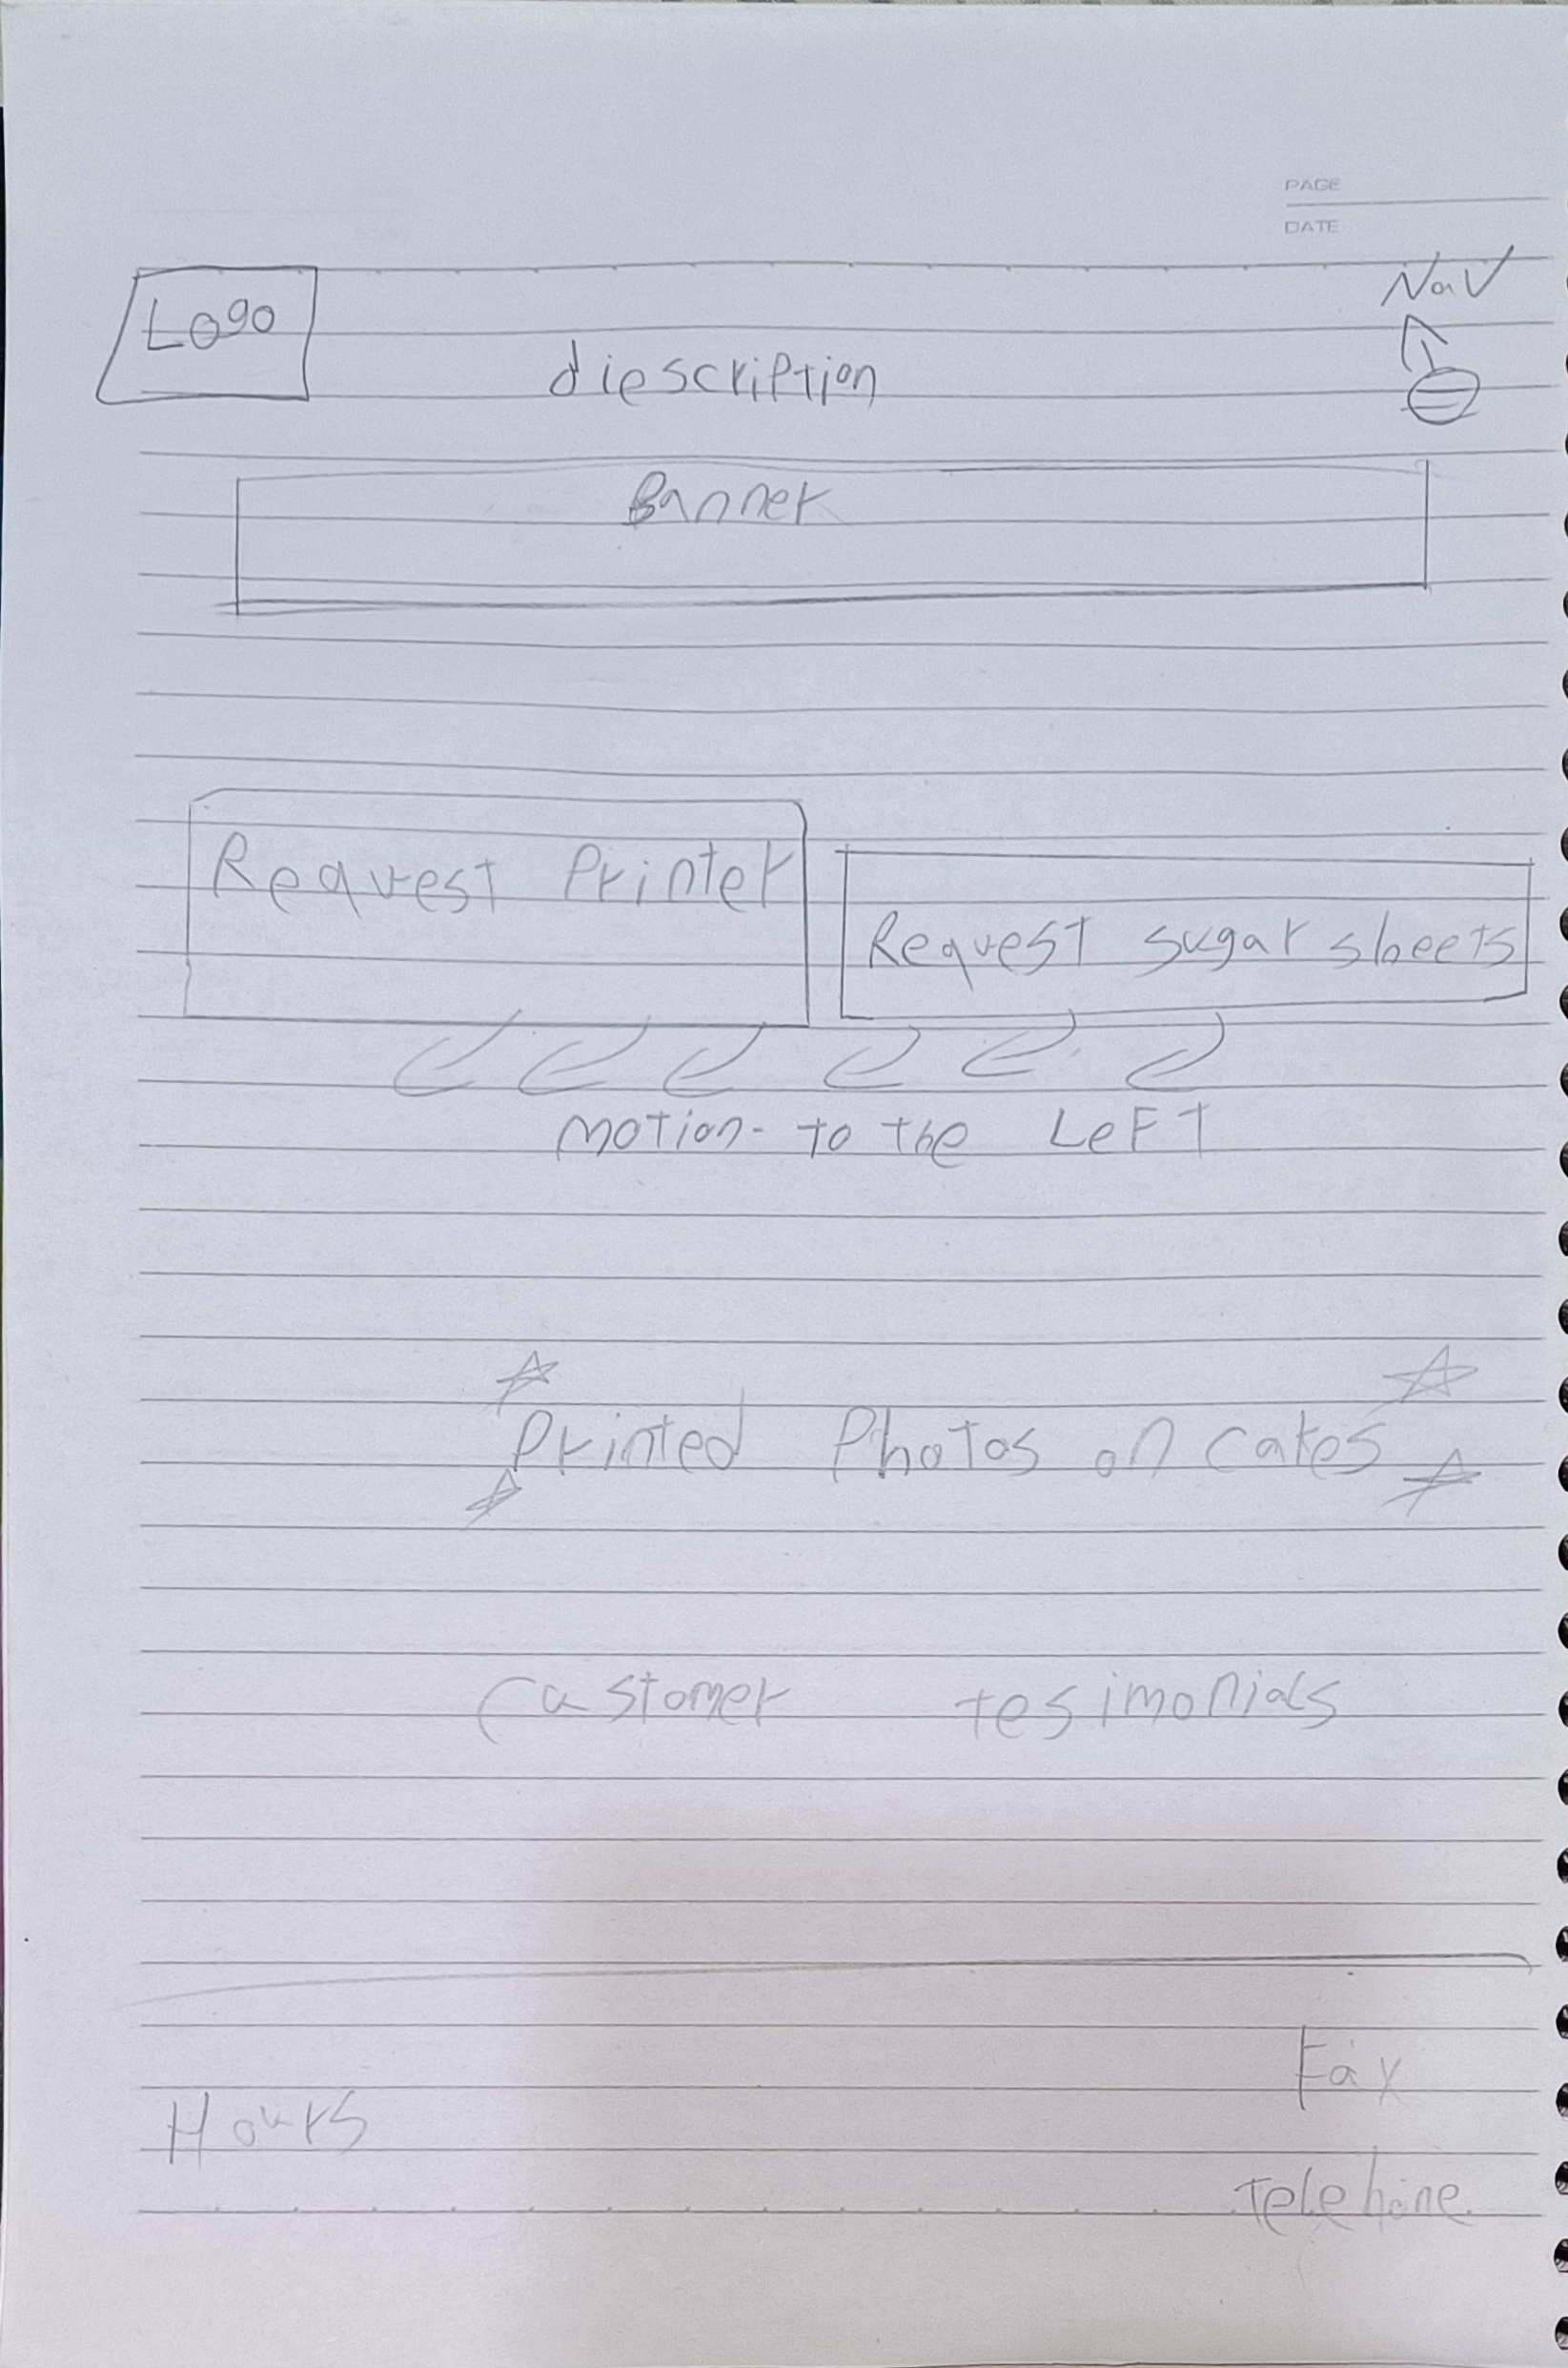 PAGE
DATE
Logo
Nav
diescription
Banner
Request Printer
Request sugar sheets
motion- to the LeFT
Printed Photos on cakes
Customer tesimonials
Fax
Hours
telehone